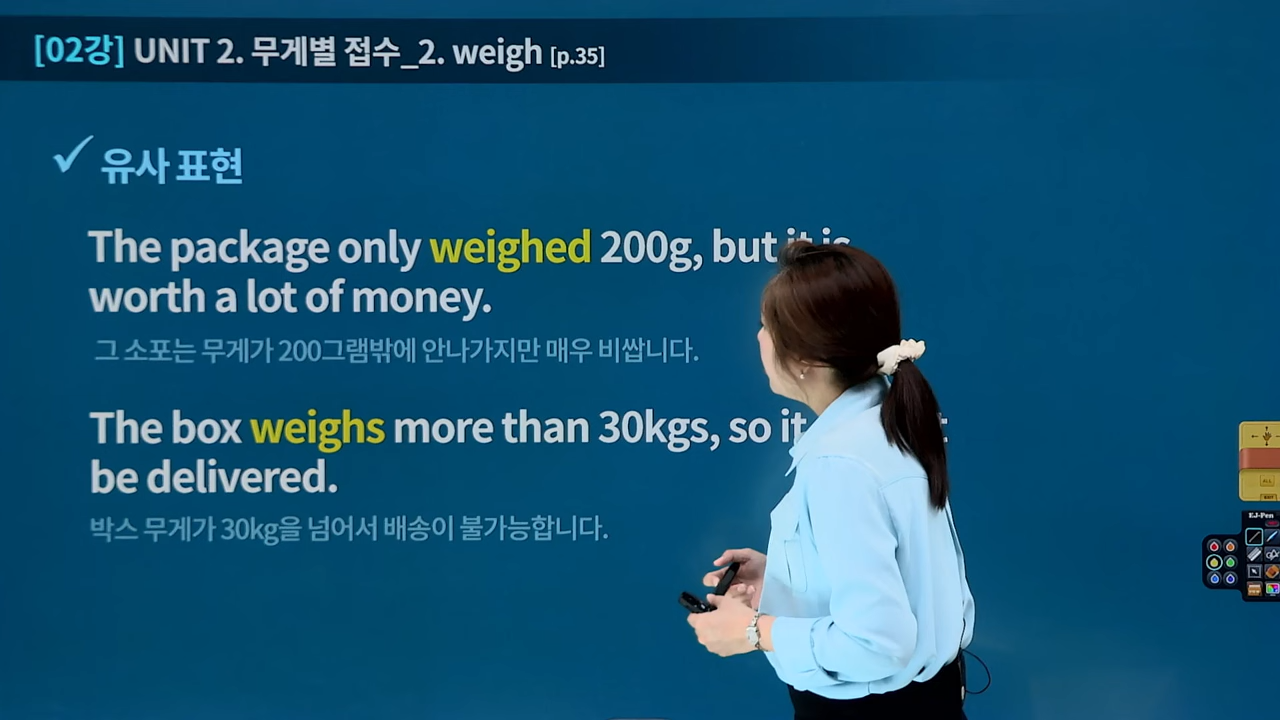 [02강] UNIT 2. 무게별 접수_2. weigh [p.35]
유사 표현
The package only weighed 200g, but it is
worth a lot of money.
그 소포는 무게가 200그램밖에 안나가지만 매우 비쌉니다.
The box weighs more than 30kgs, so it
be delivered.
박스 무게가 30kg을 넘어서 배송이 불가능합니다.
ALL
EXIT
EJ-Pen